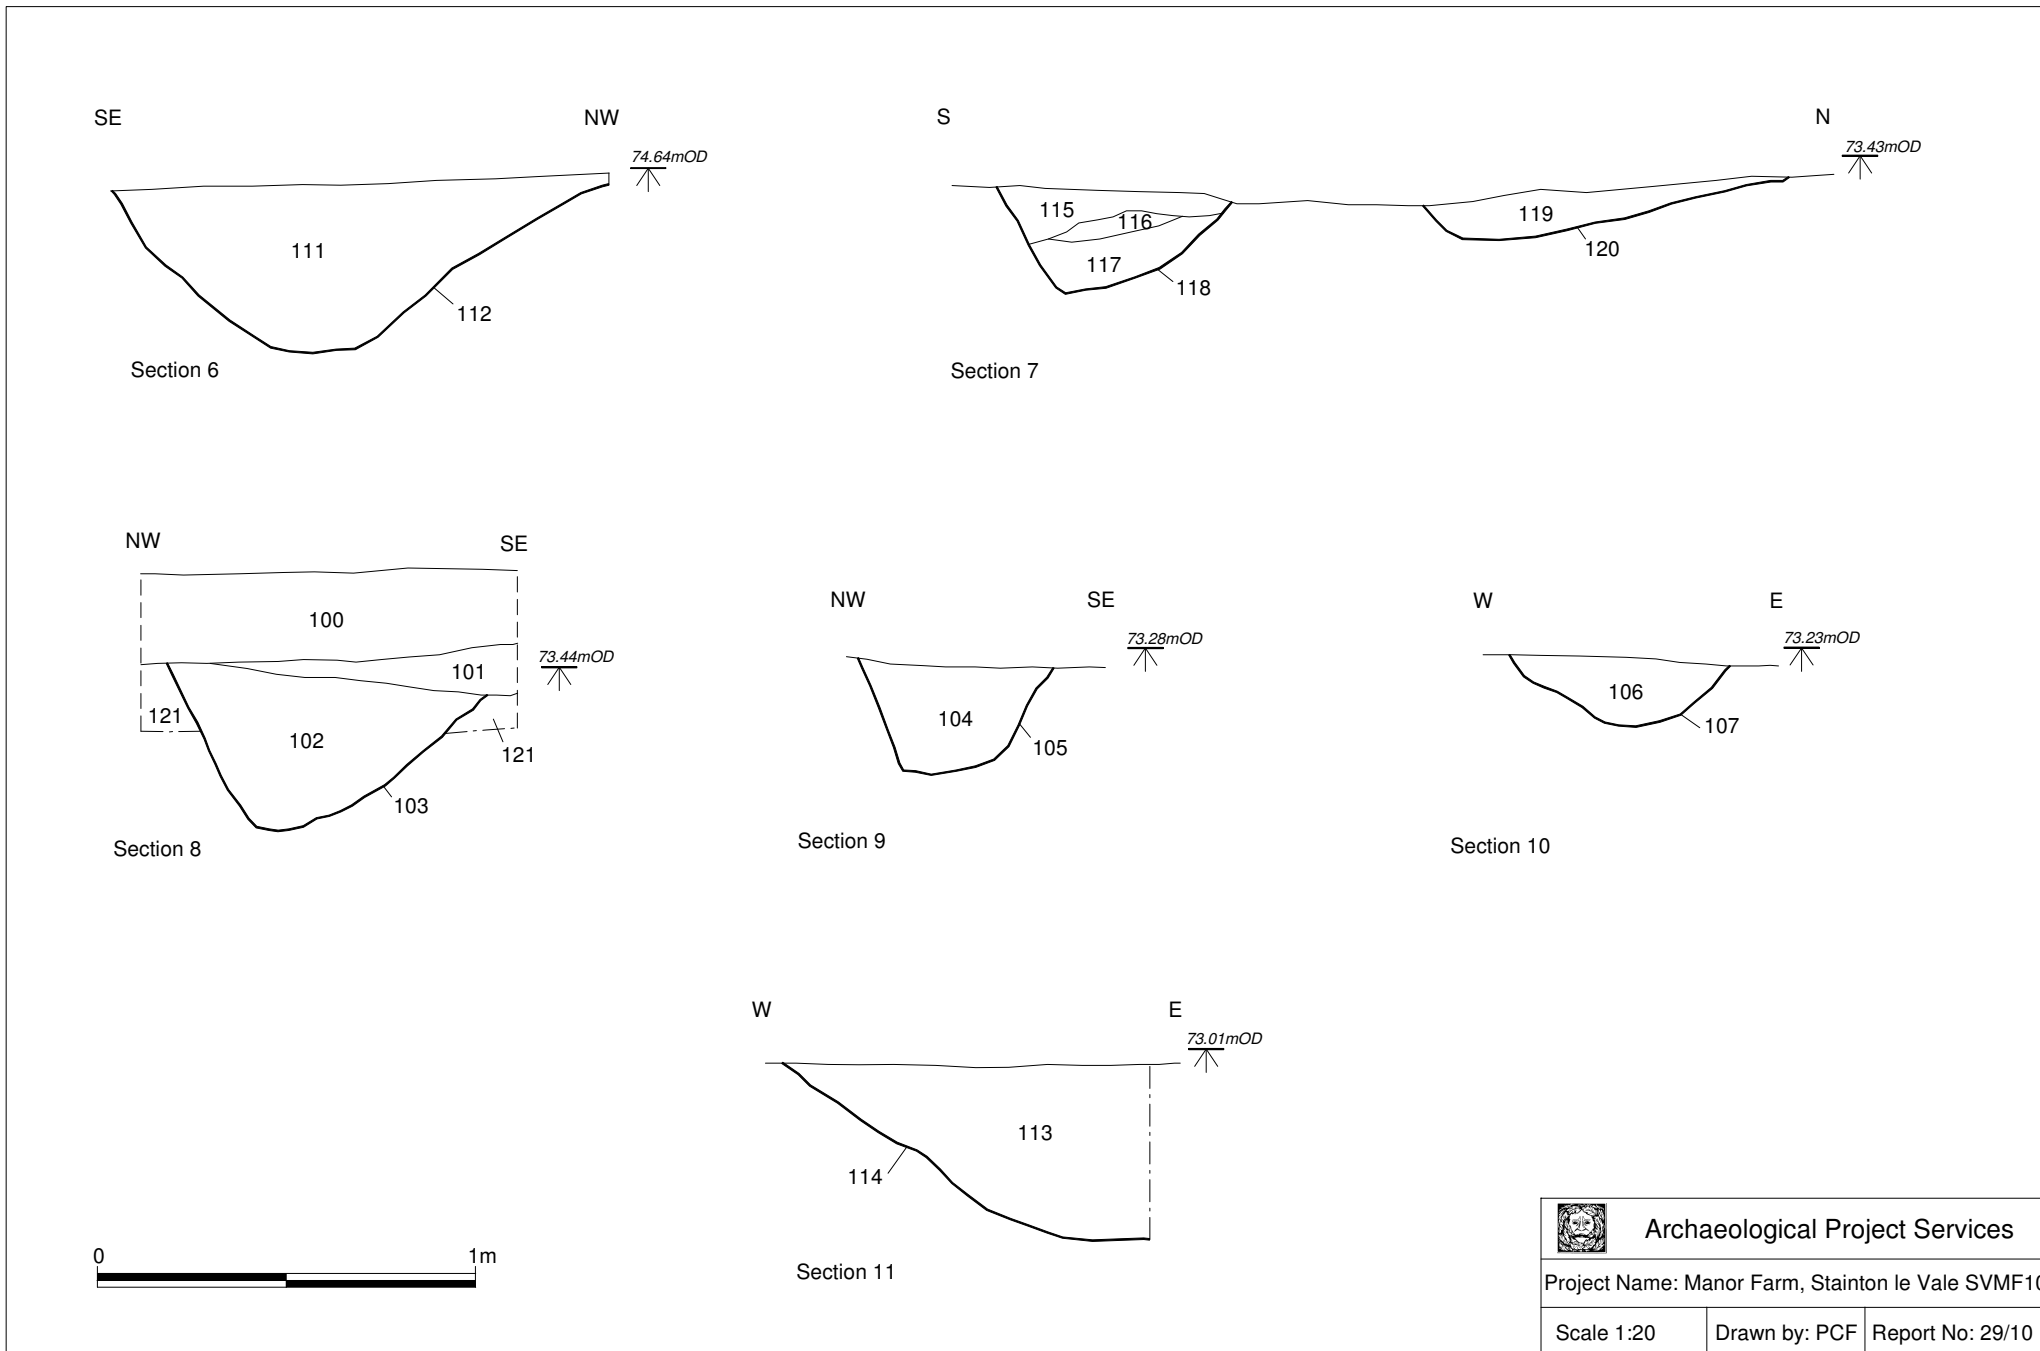 SE NW
74.64mOD
111
112
Section 6
S N
73.43mOD
115
116
117
118
119
120
Section 7
NW SE
100
101
73.44mOD
121
102
121
103
Section 8
NW SE
73.28mOD
104
105
Section 9
W E
73.23mOD
106
107
Section 10
W E
73.01mOD
113
114
Section 11
0 1m
Archaeological Project Services
Project Name: Manor Farm, Stainton le Vale SVMF10
Scale 1:20 Drawn by: PCF Report No: 29/10